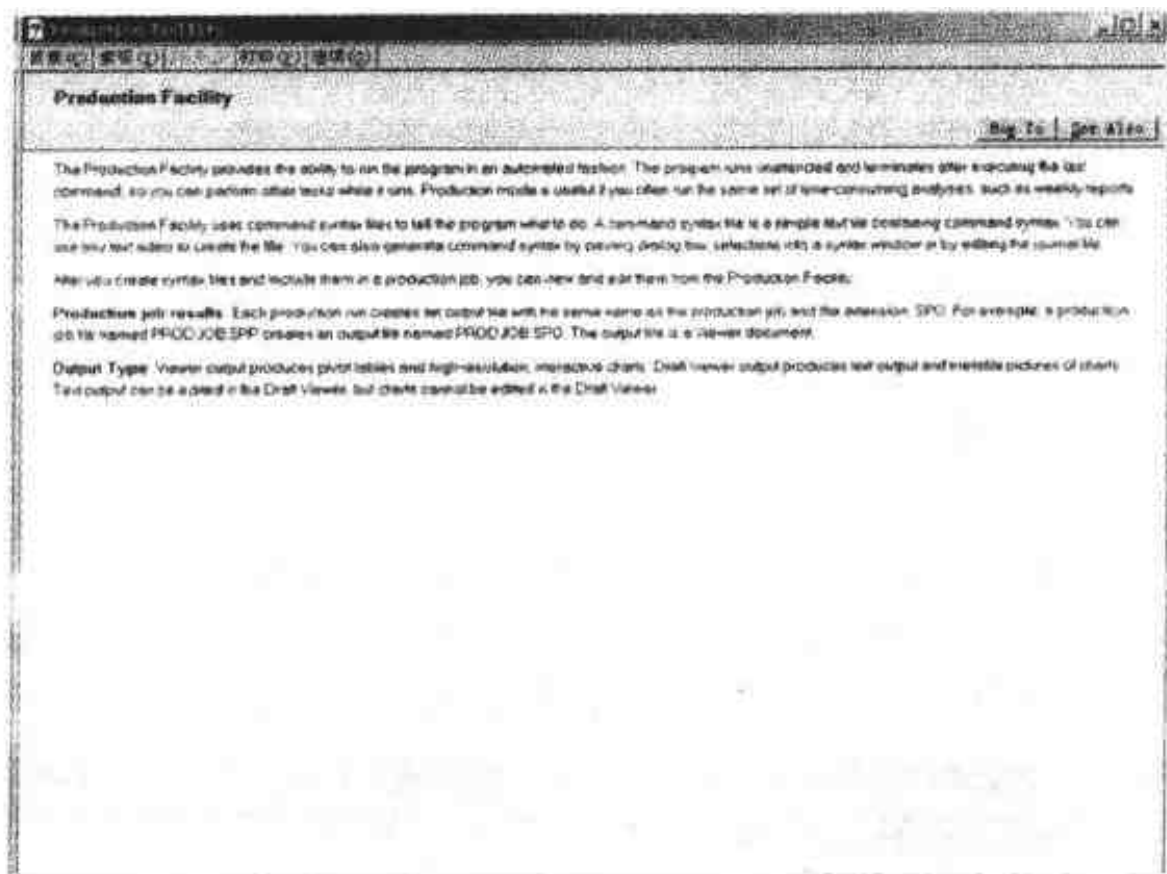 Production Facility
How To See Also
The Production Facility provides the ability to run the program in an automated fashion. The program runs unattended and terminates after executing the last
command, so you can perform other tasks while it runs. Production mode is useful if you often run the same set of time-consuming analyses, such as weekly reports.
The Production Facility uses command syntax files to tell the program what to do. A command syntax file is a simple text file containing command syntax. You can
use any text editor to create the file. You can also generate command syntax by pasting dialog box selections into a syntax window or by editing the journal file.
After you create syntax files and include them in a production job, you can view and edit them from the Production Facility.
Production job results. Each production run creates an output file with the same name as the production job and the extension .SPO. For example, a production
job file named PRODJOB.SPP creates an output file named PRODJOB.SPO. The output file is a Viewer document.
Output Type. Viewer output produces pivot tables and high-resolution, interactive charts. Draft Viewer output produces text output and metafile pictures of charts.
Text output can be edited in the Draft Viewer, but charts cannot be edited in the Draft Viewer.